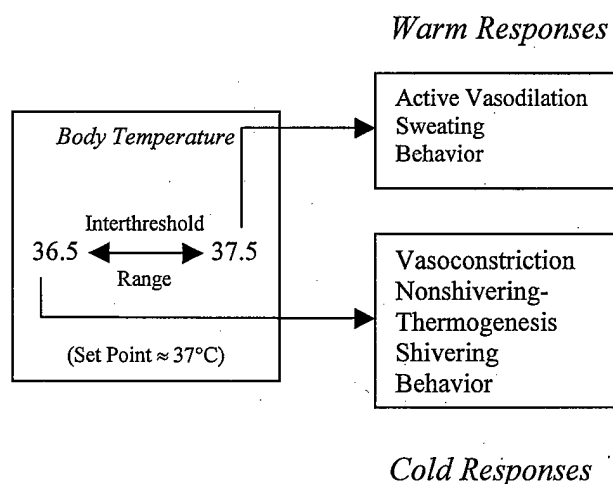 Warm Responses
Body Temperature
Active Vasodilation
Sweating
Behavior
Interthreshold
36.5 37.5
Range
(Set Point ≈ 37°C)
Vasoconstriction
Nonshivering-
Thermogenesis
Shivering
Behavior
Cold Responses